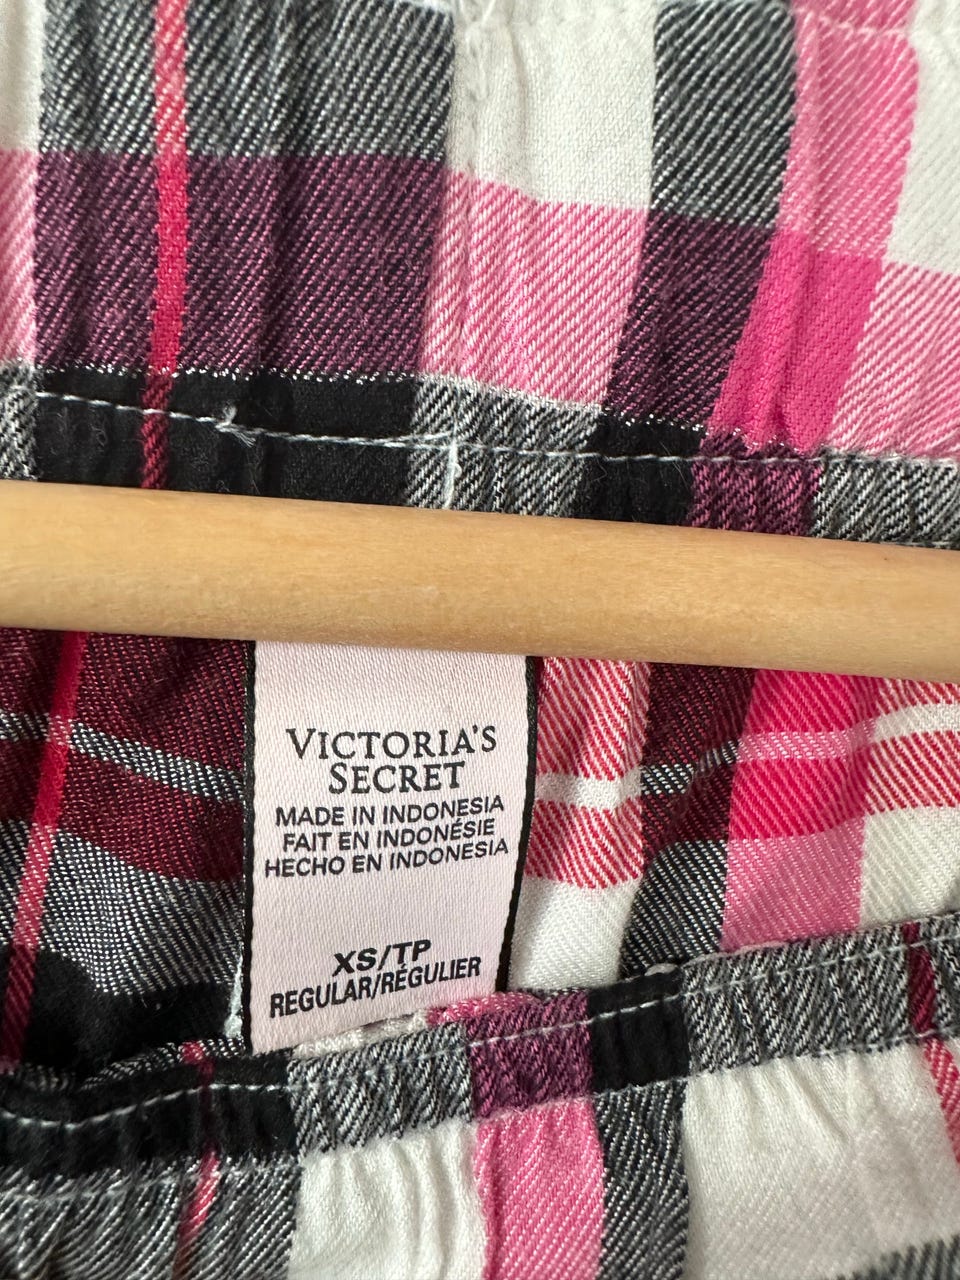 VICTORIA'S
SECRET
MADE IN INDONESIA
FAIT EN INDONÉSIE
HECHO EN INDONESIA
XS/TP
REGULAR/RÉGULIER